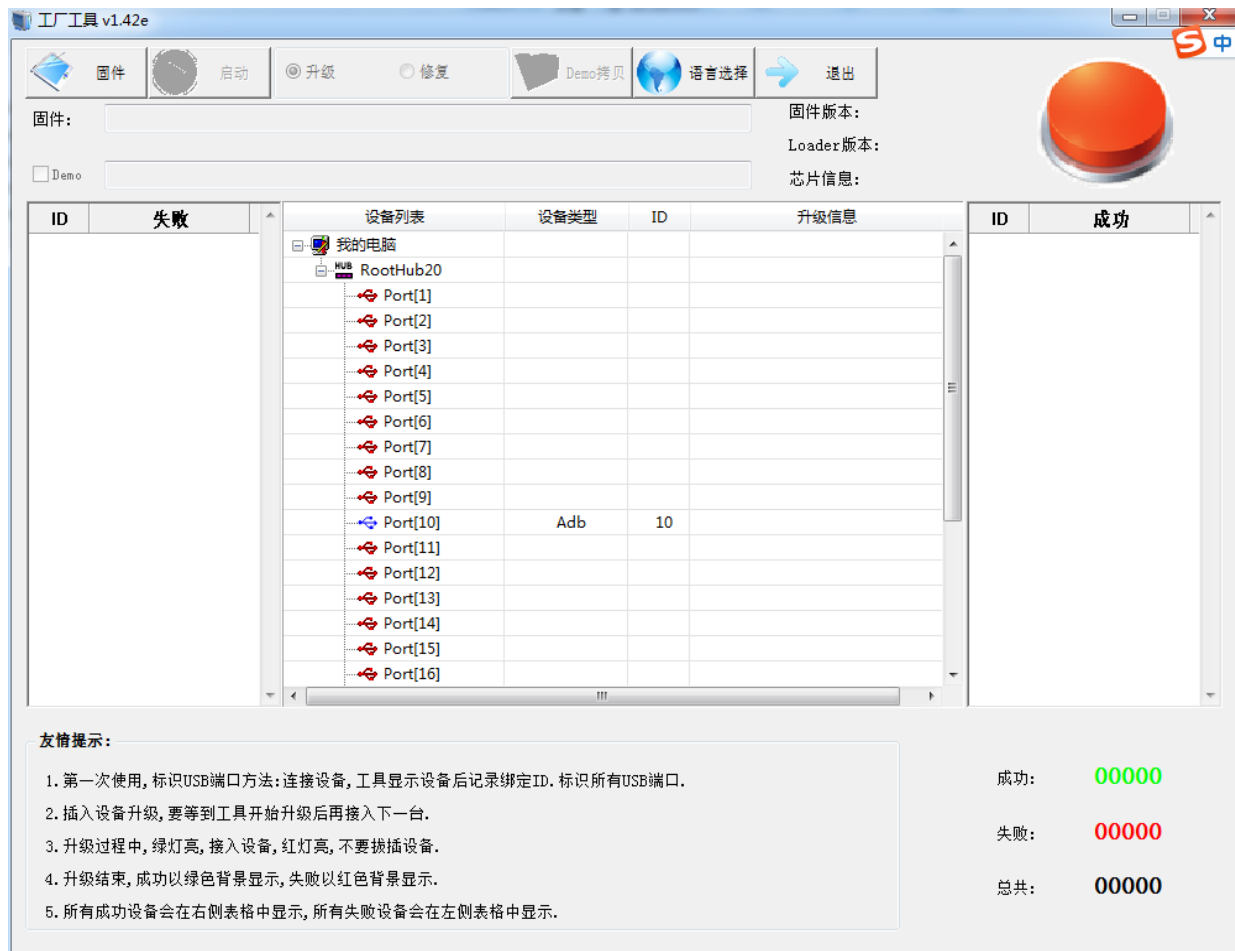 工厂工具 v1.42e
中
固件 启动 升级 修复 Demo拷贝 语言选择 退出
固件: 固件版本:
Loader版本:
Demo 芯片信息:
ID 失败 设备列表 设备类型 ID 升级信息 ID 成功
我的电脑
HUB RootHub20
Port[1]
Port[2]
Port[3]
Port[4]
Port[5]
Port[6]
Port[7]
Port[8]
Port[9]
Port[10] Adb 10
Port[11]
Port[12]
Port[13]
Port[14]
Port[15]
Port[16]
友情提示:
1.第一次使用,标识USB端口方法:连接设备,工具显示设备后记录绑定ID.标识所有USB端口.
2.插入设备升级,要等到工具开始升级后再接入下一台.
3.升级过程中,绿灯亮,接入设备,红灯亮,不要拔插设备.
4.升级结束,成功以绿色背景显示,失败以红色背景显示.
5.所有成功设备会在右侧表格中显示,所有失败设备会在左侧表格中显示.
成功: 00000
失败: 00000
总共: 00000